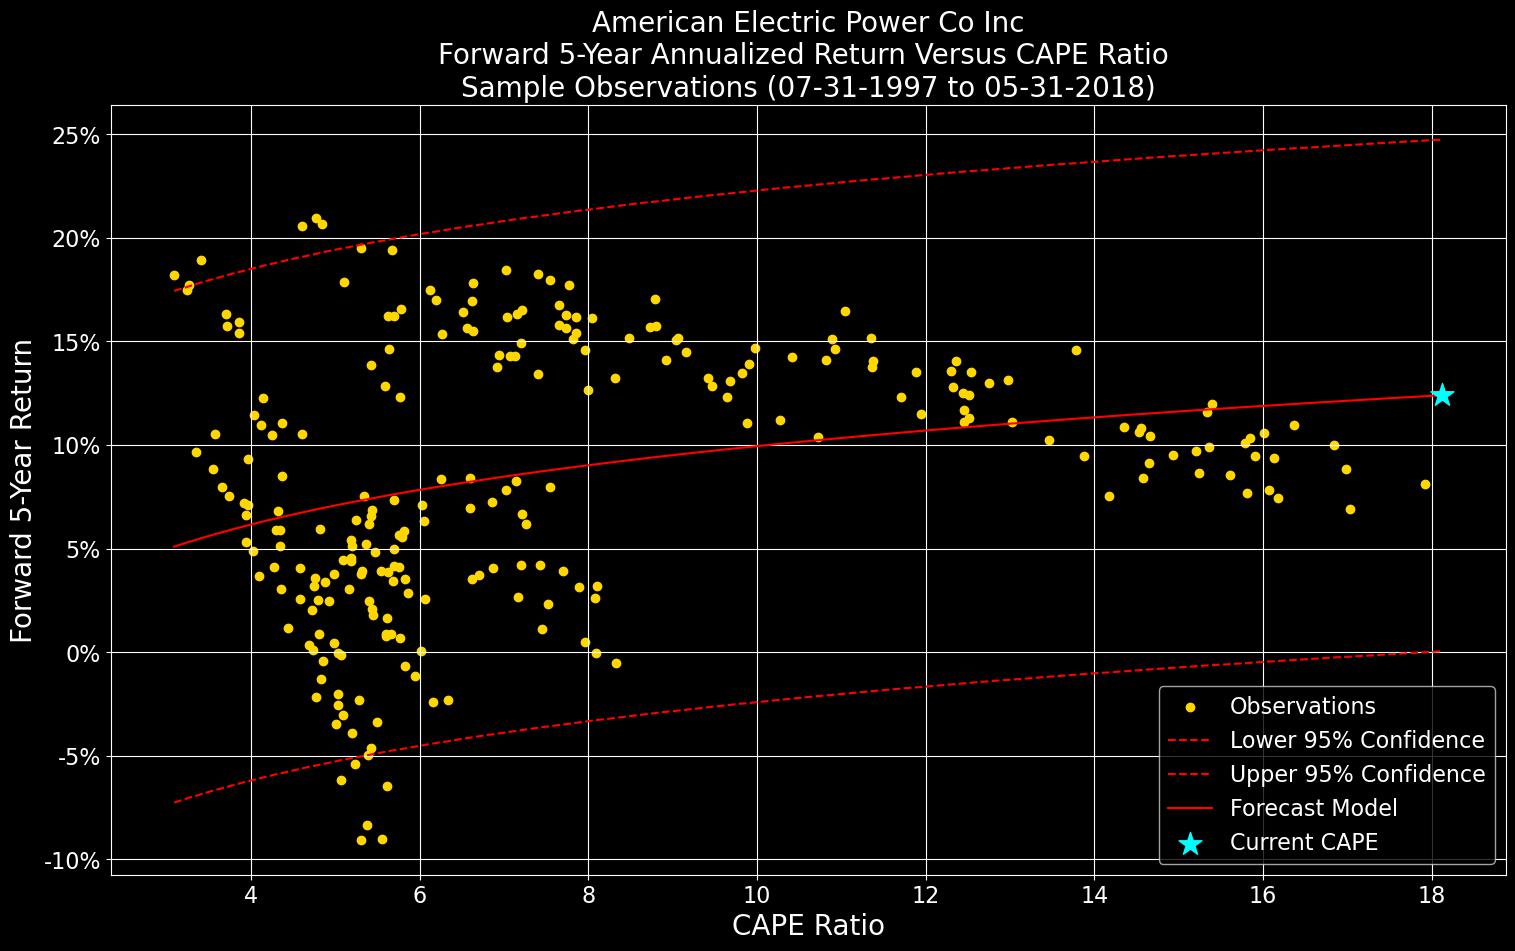 American Electric Power Co Inc
Forward 5-Year Annualized Return Versus CAPE Ratio
Sample Observations (07-31-1997 to 05-31-2018)
Forward 5-Year Return
25%
20%
15%
10%
5%
0%
-5%
-10%
Observations
Lower 95% Confidence
Upper 95% Confidence
Forecast Model
Current CAPE
4 6 8 10 12 14 16 18
CAPE Ratio